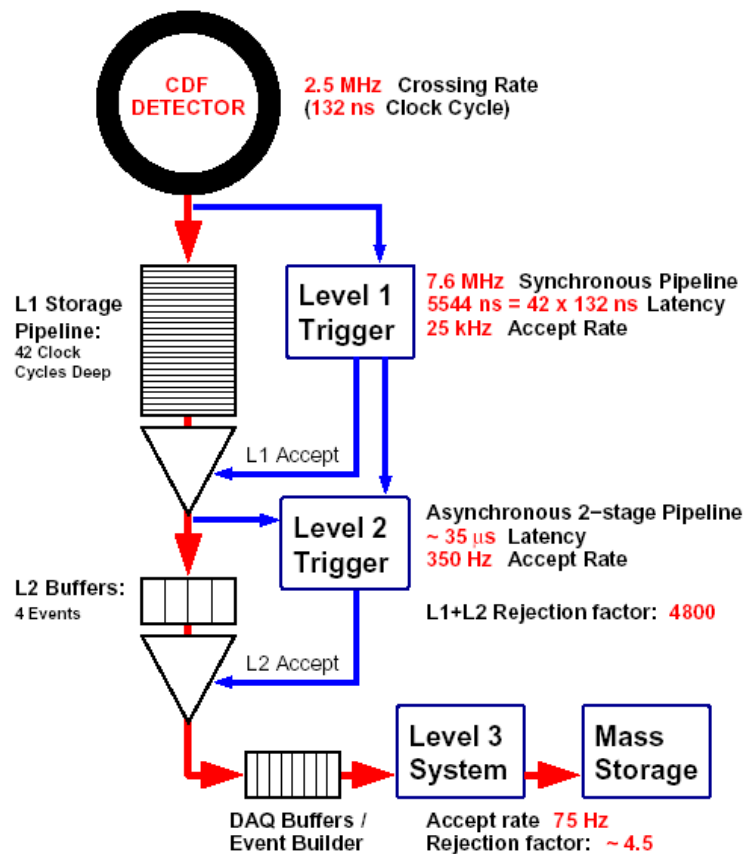 CDF
DETECTOR
2.5 MHz Crossing Rate
(132 ns Clock Cycle)
L1 Storage
Pipeline:
42 Clock
Cycles Deep
Level 1
Trigger
7.6 MHz Synchronous Pipeline
5544 ns = 42 x 132 ns Latency
25 kHz Accept Rate
L1 Accept
Level 2
Trigger
Asynchronous 2−stage Pipeline
~ 35 µs Latency
350 Hz Accept Rate
L2 Buffers:
4 Events
L1+L2 Rejection factor: 4800
L2 Accept
Level 3
System
Mass
Storage
DAQ Buffers /
Event Builder
Accept rate 75 Hz
Rejection factor: ~ 4.5